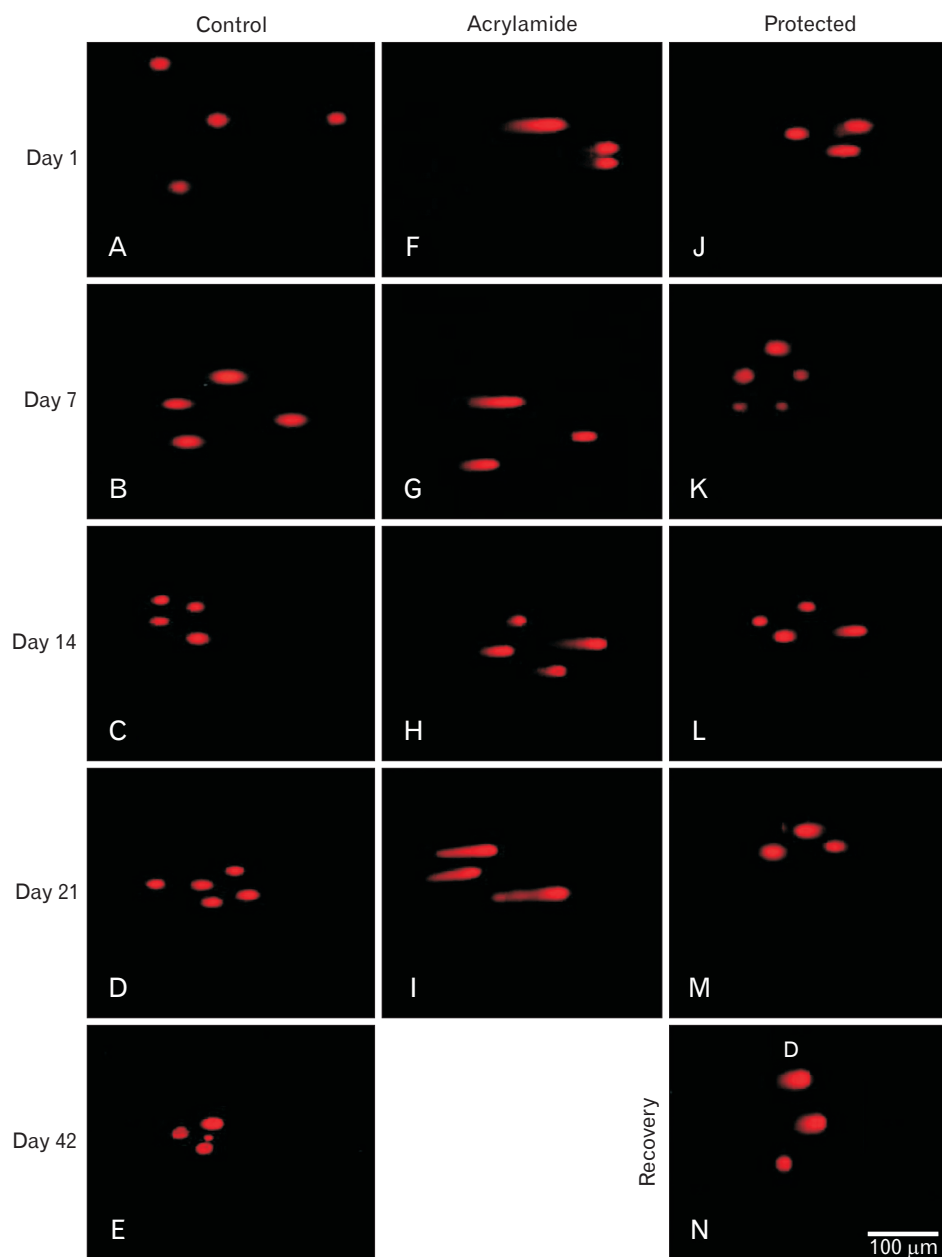 Control Acrylamide Protected
Day 1
A F J
Day 7
B G K
Day 14
C H L
Day 21
D I M
D
Day 42
Recovery
E N
100 µm